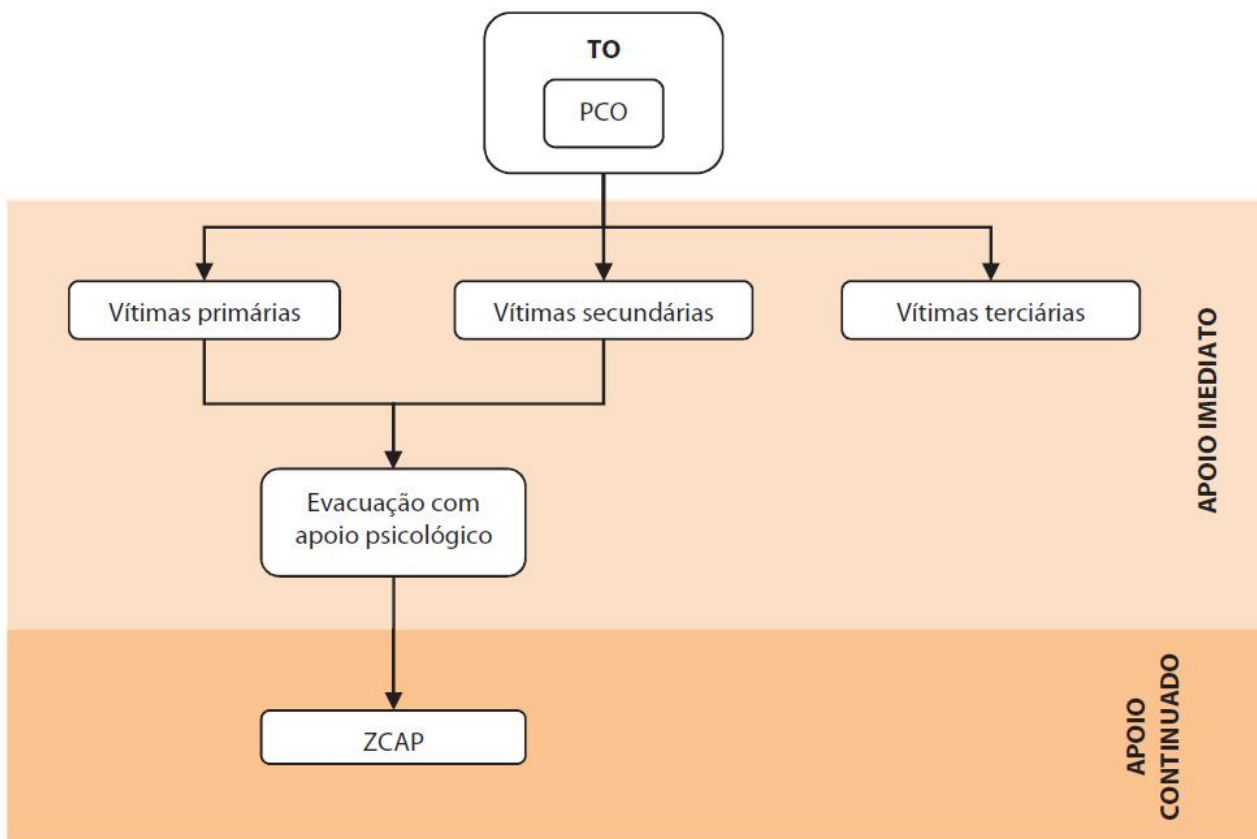 TO
PCO
Vítimas primárias
Vítimas secundárias
Vítimas terciárias
APOIO IMEDIATO
Evacuação com
apoio psicológico
ZCAP
APOIO
CONTINUADO